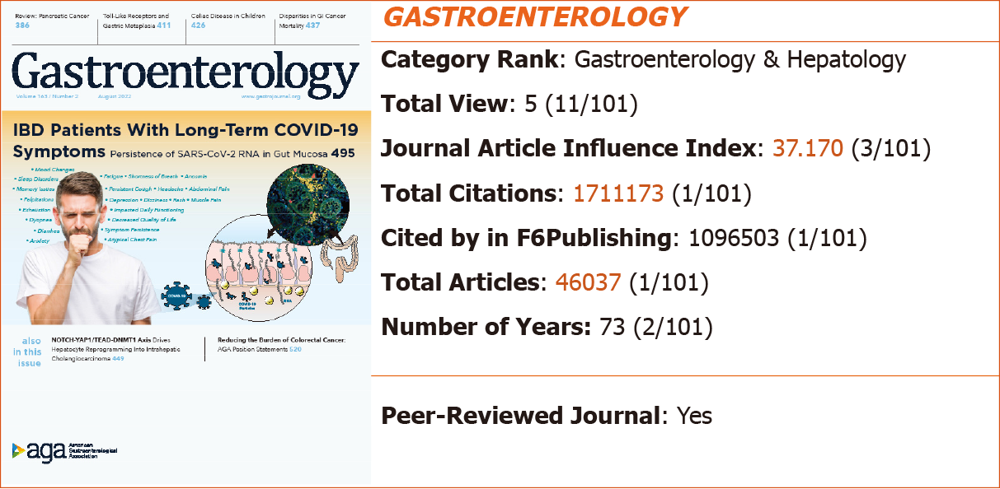 Review: Pancreatic Cancer
386
Toll-Like Receptors and
Gastric Metaplasia 411
Celiac Disease in Children
426
Disparities in GI Cancer
Mortality 437
Gastroenterology
Volume 163 / Number 2
August 2022
www.gastrojournal.org
IBD Patients With Long-Term COVID-19
Symptoms Persistence of SARS-CoV-2 RNA in Gut Mucosa 495
• Mood Changes
• Sleep Disorders
• Memory Issues
• Palpitations
• Exhaustion
• Dyspnea
• Diarrhea
• Anxiety
• Fatigue • Shortness of Breath • Anosmia
• Persistent Cough • Headache • Abdominal Pain
• Depression • Dizziness • Rash • Muscle Pain
• Impacted Daily Functioning
• Decreased Quality of Life
• Symptom Persistence
• Atypical Chest Pain
COVID-19
COVID-19
Particles
RNA
also
in this
issue
NOTCH-YAP1/TEAD-DNMT1 Axis Drives
Hepatocyte Reprogramming Into Intrahepatic
Cholangiocarcinoma 449
Reducing the Burden of Colorectal Cancer:
AGA Position Statements 520
aga
American
Gastroenterological
Association
GASTROENTEROLOGY
Category Rank: Gastroenterology & Hepatology
Total View: 5 (11/101)
Journal Article Influence Index: 37.170 (3/101)
Total Citations: 1711173 (1/101)
Cited by in F6Publishing: 1096503 (1/101)
Total Articles: 46037 (1/101)
Number of Years: 73 (2/101)
Peer-Reviewed Journal: Yes